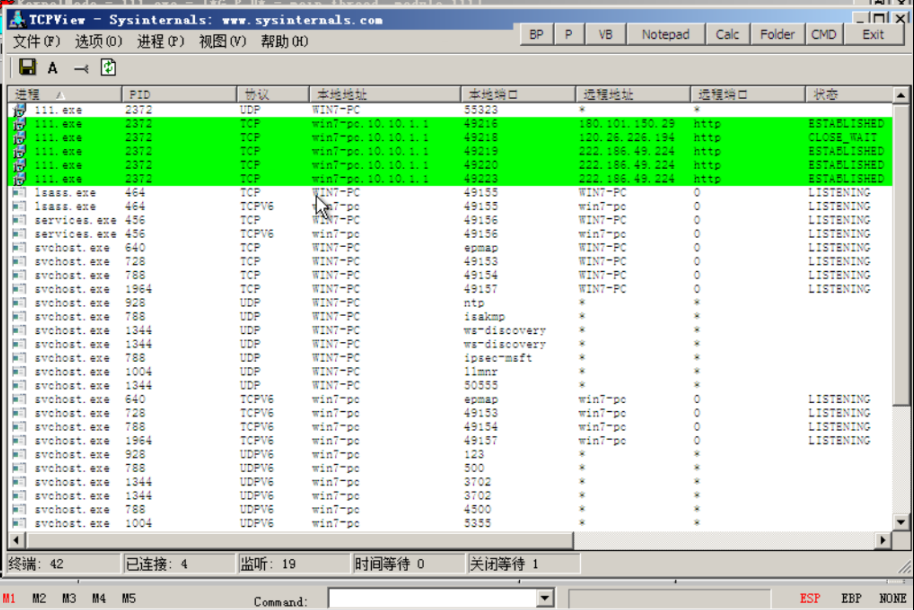 TCPView - Sysinternals: www.sysinternals.com
文件(F) 选项(O) 进程(P) 视图(V) 帮助(H) BP P VB Notepad Calc Folder CMD Exit
A
进程 PID 协议 本地地址 本地端口 远程地址 远程端口 状态
111.exe 2372 UDP WIN7-PC 55323 * *
111.exe 2372 TCP win7-pc.10.10.1.1 49216 180.101.150.29 http ESTABLISHED
111.exe 2372 TCP win7-pc.10.10.1.1 49218 120.26.226.194 http CLOSE_WAIT
111.exe 2372 TCP win7-pc.10.10.1.1 49219 222.186.49.224 http ESTABLISHED
111.exe 2372 TCP win7-pc.10.10.1.1 49220 222.186.49.224 http ESTABLISHED
111.exe 2372 TCP win7-pc.10.10.1.1 49223 222.186.49.224 http ESTABLISHED
lsass.exe 464 TCP WIN7-PC 49155 WIN7-PC 0 LISTENING
lsass.exe 464 TCPV6 win7-pc 49155 win7-pc 0 LISTENING
services.exe 456 TCP WIN7-PC 49156 WIN7-PC 0 LISTENING
services.exe 456 TCPV6 win7-pc 49156 win7-pc 0 LISTENING
svchost.exe 640 TCP WIN7-PC epmap WIN7-PC 0 LISTENING
svchost.exe 728 TCP WIN7-PC 49153 WIN7-PC 0 LISTENING
svchost.exe 788 TCP WIN7-PC 49154 WIN7-PC 0 LISTENING
svchost.exe 1964 TCP WIN7-PC 49157 WIN7-PC 0 LISTENING
svchost.exe 928 UDP WIN7-PC ntp * *
svchost.exe 788 UDP WIN7-PC isakmp * *
svchost.exe 1344 UDP WIN7-PC ws-discovery * *
svchost.exe 1344 UDP WIN7-PC ws-discovery * *
svchost.exe 788 UDP WIN7-PC ipsec-msft * *
svchost.exe 1004 UDP WIN7-PC llmnr * *
svchost.exe 1344 UDP WIN7-PC 50555 * *
svchost.exe 640 TCPV6 win7-pc epmap win7-pc 0 LISTENING
svchost.exe 728 TCPV6 win7-pc 49153 win7-pc 0 LISTENING
svchost.exe 788 TCPV6 win7-pc 49154 win7-pc 0 LISTENING
svchost.exe 1964 TCPV6 win7-pc 49157 win7-pc 0 LISTENING
svchost.exe 928 UDPV6 win7-pc 123 * *
svchost.exe 788 UDPV6 win7-pc 500 * *
svchost.exe 1344 UDPV6 win7-pc 3702 * *
svchost.exe 1344 UDPV6 win7-pc 3702 * *
svchost.exe 788 UDPV6 win7-pc 4500 * *
svchost.exe 1004 UDPV6 win7-pc 5355 * *
终端: 42 已连接: 4 监听: 19 时间等待 0 关闭等待 1
M1 M2 M3 M4 M5 Command: ESP EBP NONE